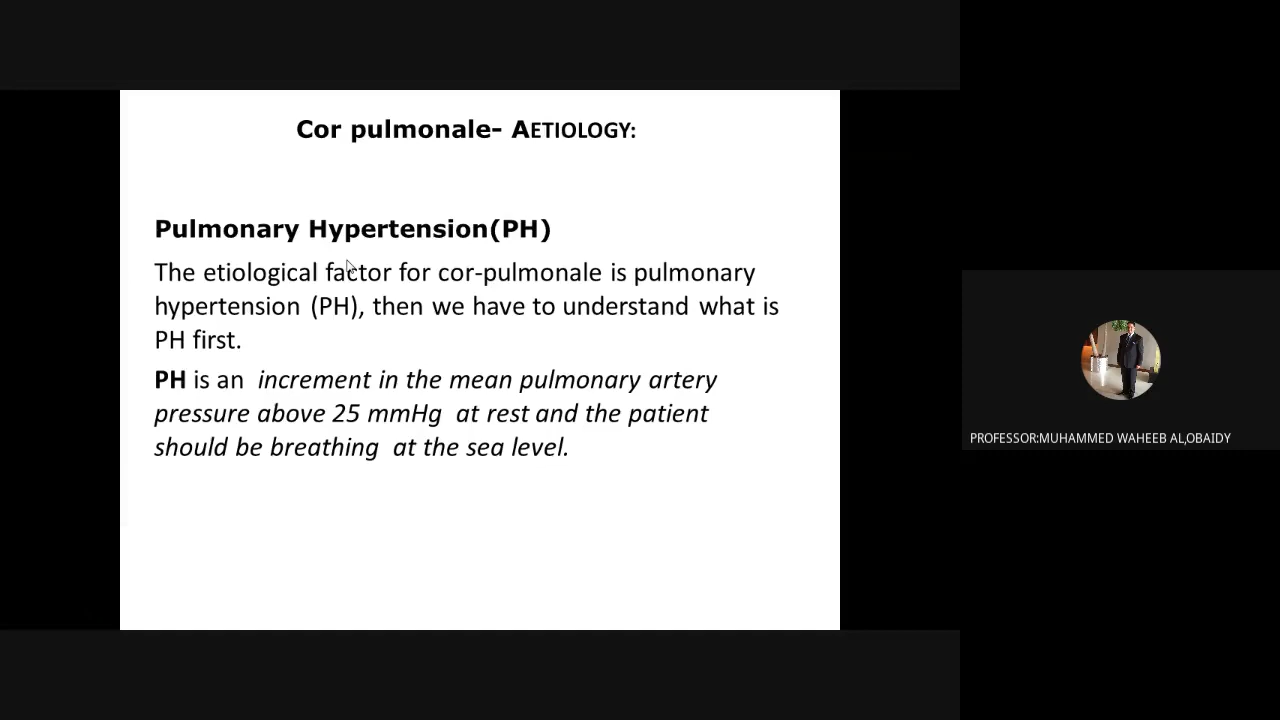 Cor pulmonale- AETIOLOGY:
Pulmonary Hypertension(PH)
The etiological factor for cor-pulmonale is pulmonary
hypertension (PH), then we have to understand what is
PH first.
PH is an increment in the mean pulmonary artery
pressure above 25 mmHg at rest and the patient
should be breathing at the sea level.
PROFESSOR:MUHAMMED WAHEEB AL,OBAIDY